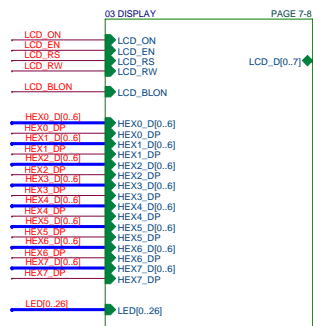 03 DISPLAY PAGE 7-8
LCD_ON LCD_ON
LCD_EN LCD_EN
LCD_RS LCD_RS LCD_D[0..7]
LCD_RW LCD_RW
LCD_BLON LCD_BLON
HEX0_D[0..6] HEX0_D[0..6]
HEX0_DP HEX0_DP
HEX1_D[0..6] HEX1_D[0..6]
HEX1_DP HEX1_DP
HEX2_D[0..6] HEX2_D[0..6]
HEX2_DP HEX2_DP
HEX3_D[0..6] HEX3_D[0..6]
HEX3_DP HEX3_DP
HEX4_D[0..6] HEX4_D[0..6]
HEX4_DP HEX4_DP
HEX5_D[0..6] HEX5_D[0..6]
HEX5_DP HEX5_DP
HEX6_D[0..6] HEX6_D[0..6]
HEX6_DP HEX6_DP
HEX7_D[0..6] HEX7_D[0..6]
HEX7_DP HEX7_DP
LED[0..26] LED[0..26]